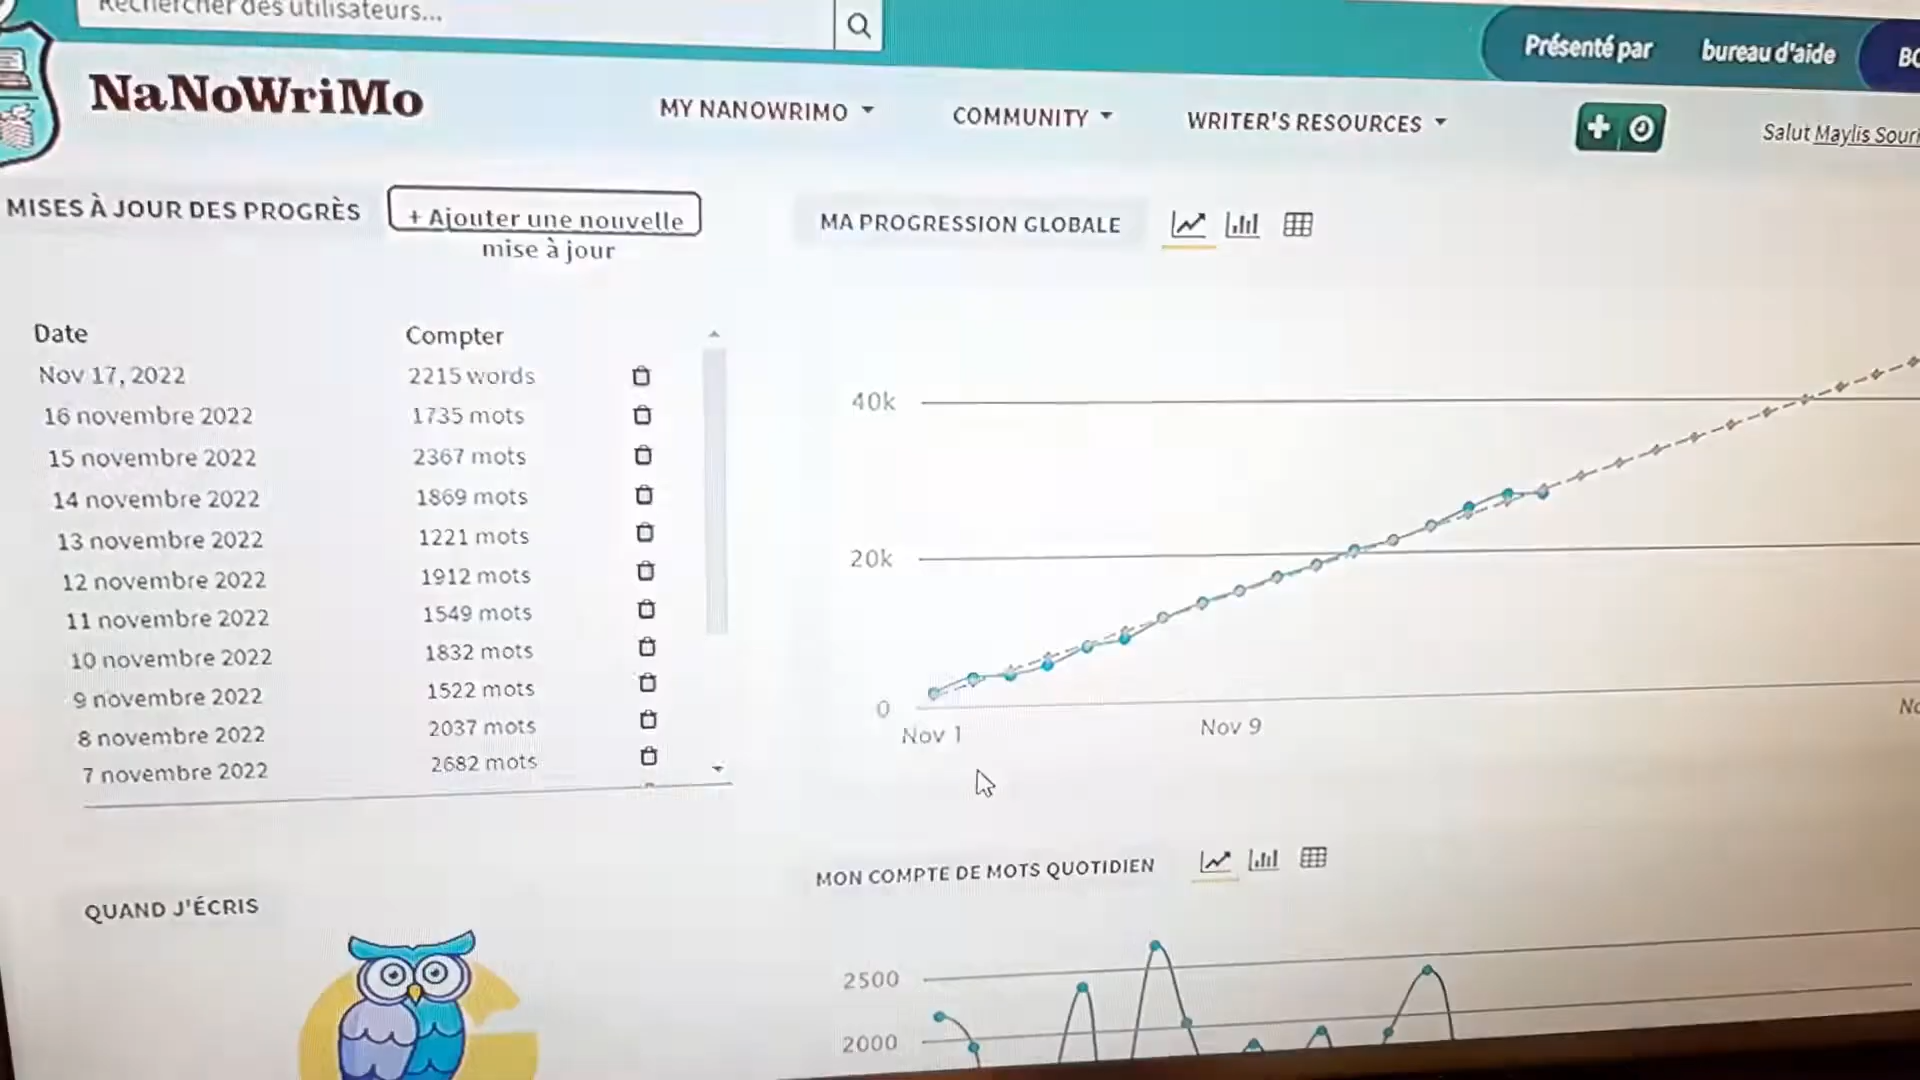 Rechercher des utilisateurs...
Présenté par
bureau d'aide
NaNoWriMo
MY NANOWRIMO
COMMUNITY
WRITER'S RESOURCES
Salut Maylis
MISES À JOUR DES PROGRÈS
+ Ajouter une nouvelle
mise à jour
Date Compter
Nov 17, 2022 2215 words
16 novembre 2022 1735 mots
15 novembre 2022 2367 mots
14 novembre 2022 1869 mots
13 novembre 2022 1221 mots
12 novembre 2022 1912 mots
11 novembre 2022 1549 mots
10 novembre 2022 1832 mots
9 novembre 2022 1522 mots
8 novembre 2022 2037 mots
7 novembre 2022 2682 mots
QUAND J'ÉCRIS
MA PROGRESSION GLOBALE
40k
20k
0
Nov 1
Nov 9
MON COMPTE DE MOTS QUOTIDIEN
2500
2000